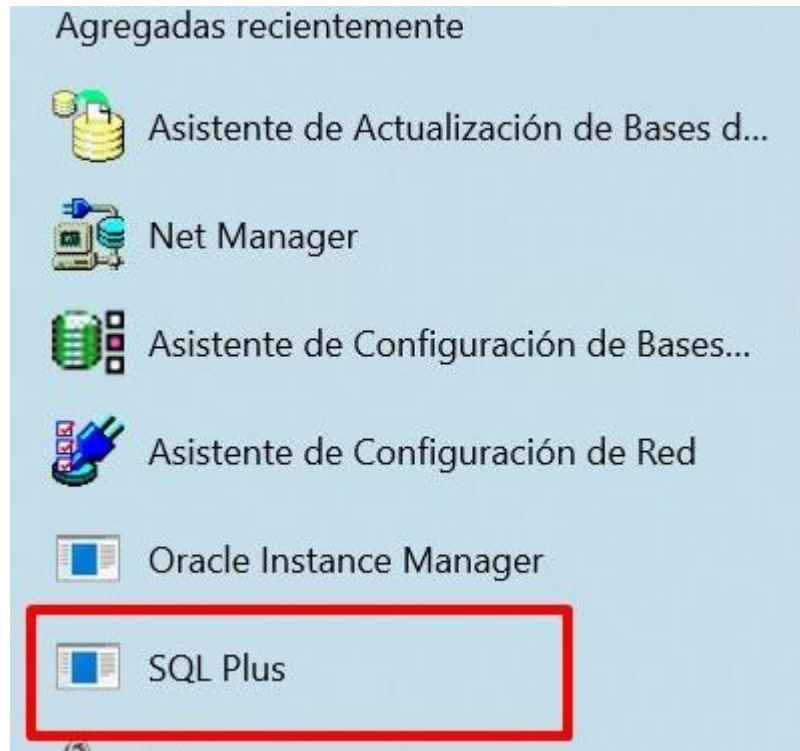 Agregadas recientemente
Asistente de Actualización de Bases d...
Net Manager
Asistente de Configuración de Bases...
Asistente de Configuración de Red
Oracle Instance Manager
SQL Plus